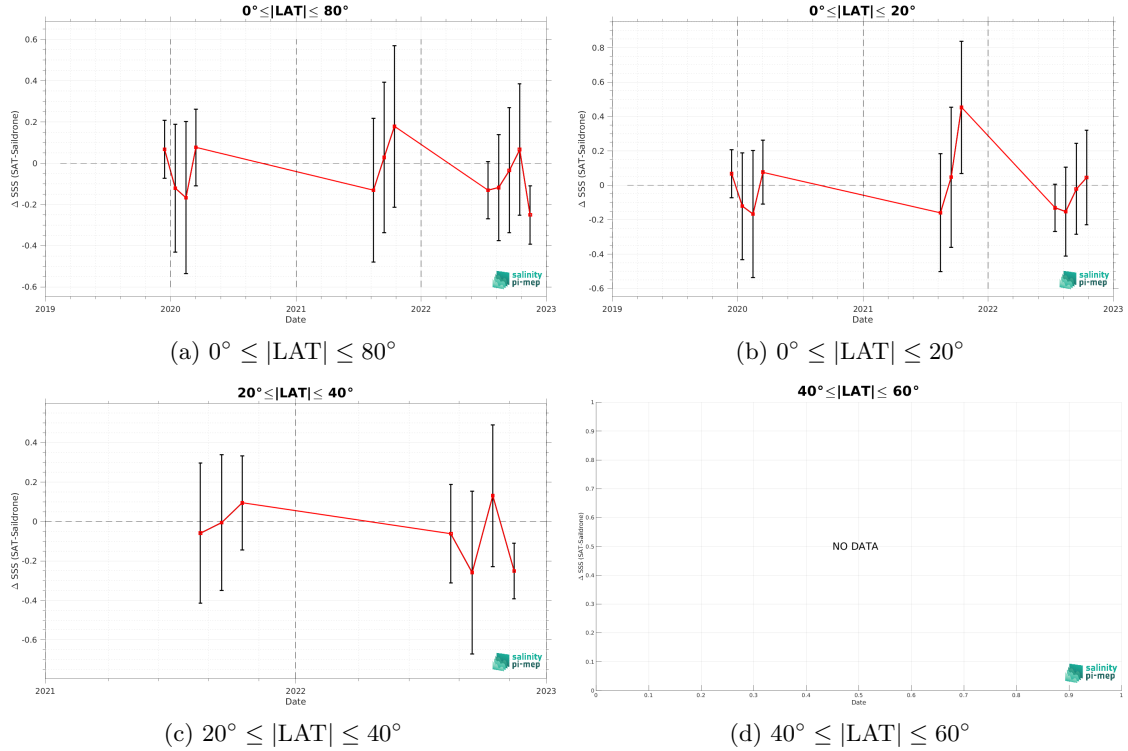 0°≤|LAT|≤ 80°
Δ SSS (SAT-Saildrone)
0.6
0.4
0.2
0
-0.2
-0.4
-0.6
2019
2020
2021
2022
2023
Date
salinity
pi-mep
(a) 0° ≤ |LAT| ≤ 80°
0°≤|LAT|≤ 20°
Δ SSS (SAT-Saildrone)
0.8
0.6
0.4
0.2
0
-0.2
-0.4
-0.6
2019
2020
2021
2022
2023
Date
salinity
pi-mep
(b) 0° ≤ |LAT| ≤ 20°
20°≤|LAT|≤ 40°
Δ SSS (SAT-Saildrone)
0.4
0.2
0
-0.2
-0.4
-0.6
2021
2022
2023
Date
salinity
pi-mep
(c) 20° ≤ |LAT| ≤ 40°
40°≤|LAT|≤ 60°
Δ SSS (SAT-Saildrone)
1
0.9
0.8
0.7
0.6
0.5
0.4
0.3
0.2
0.1
0
NO DATA
0
0.1
0.2
0.3
0.4
0.5
0.6
0.7
0.8
0.9
1
Date
salinity
pi-mep
(d) 40° ≤ |LAT| ≤ 60°